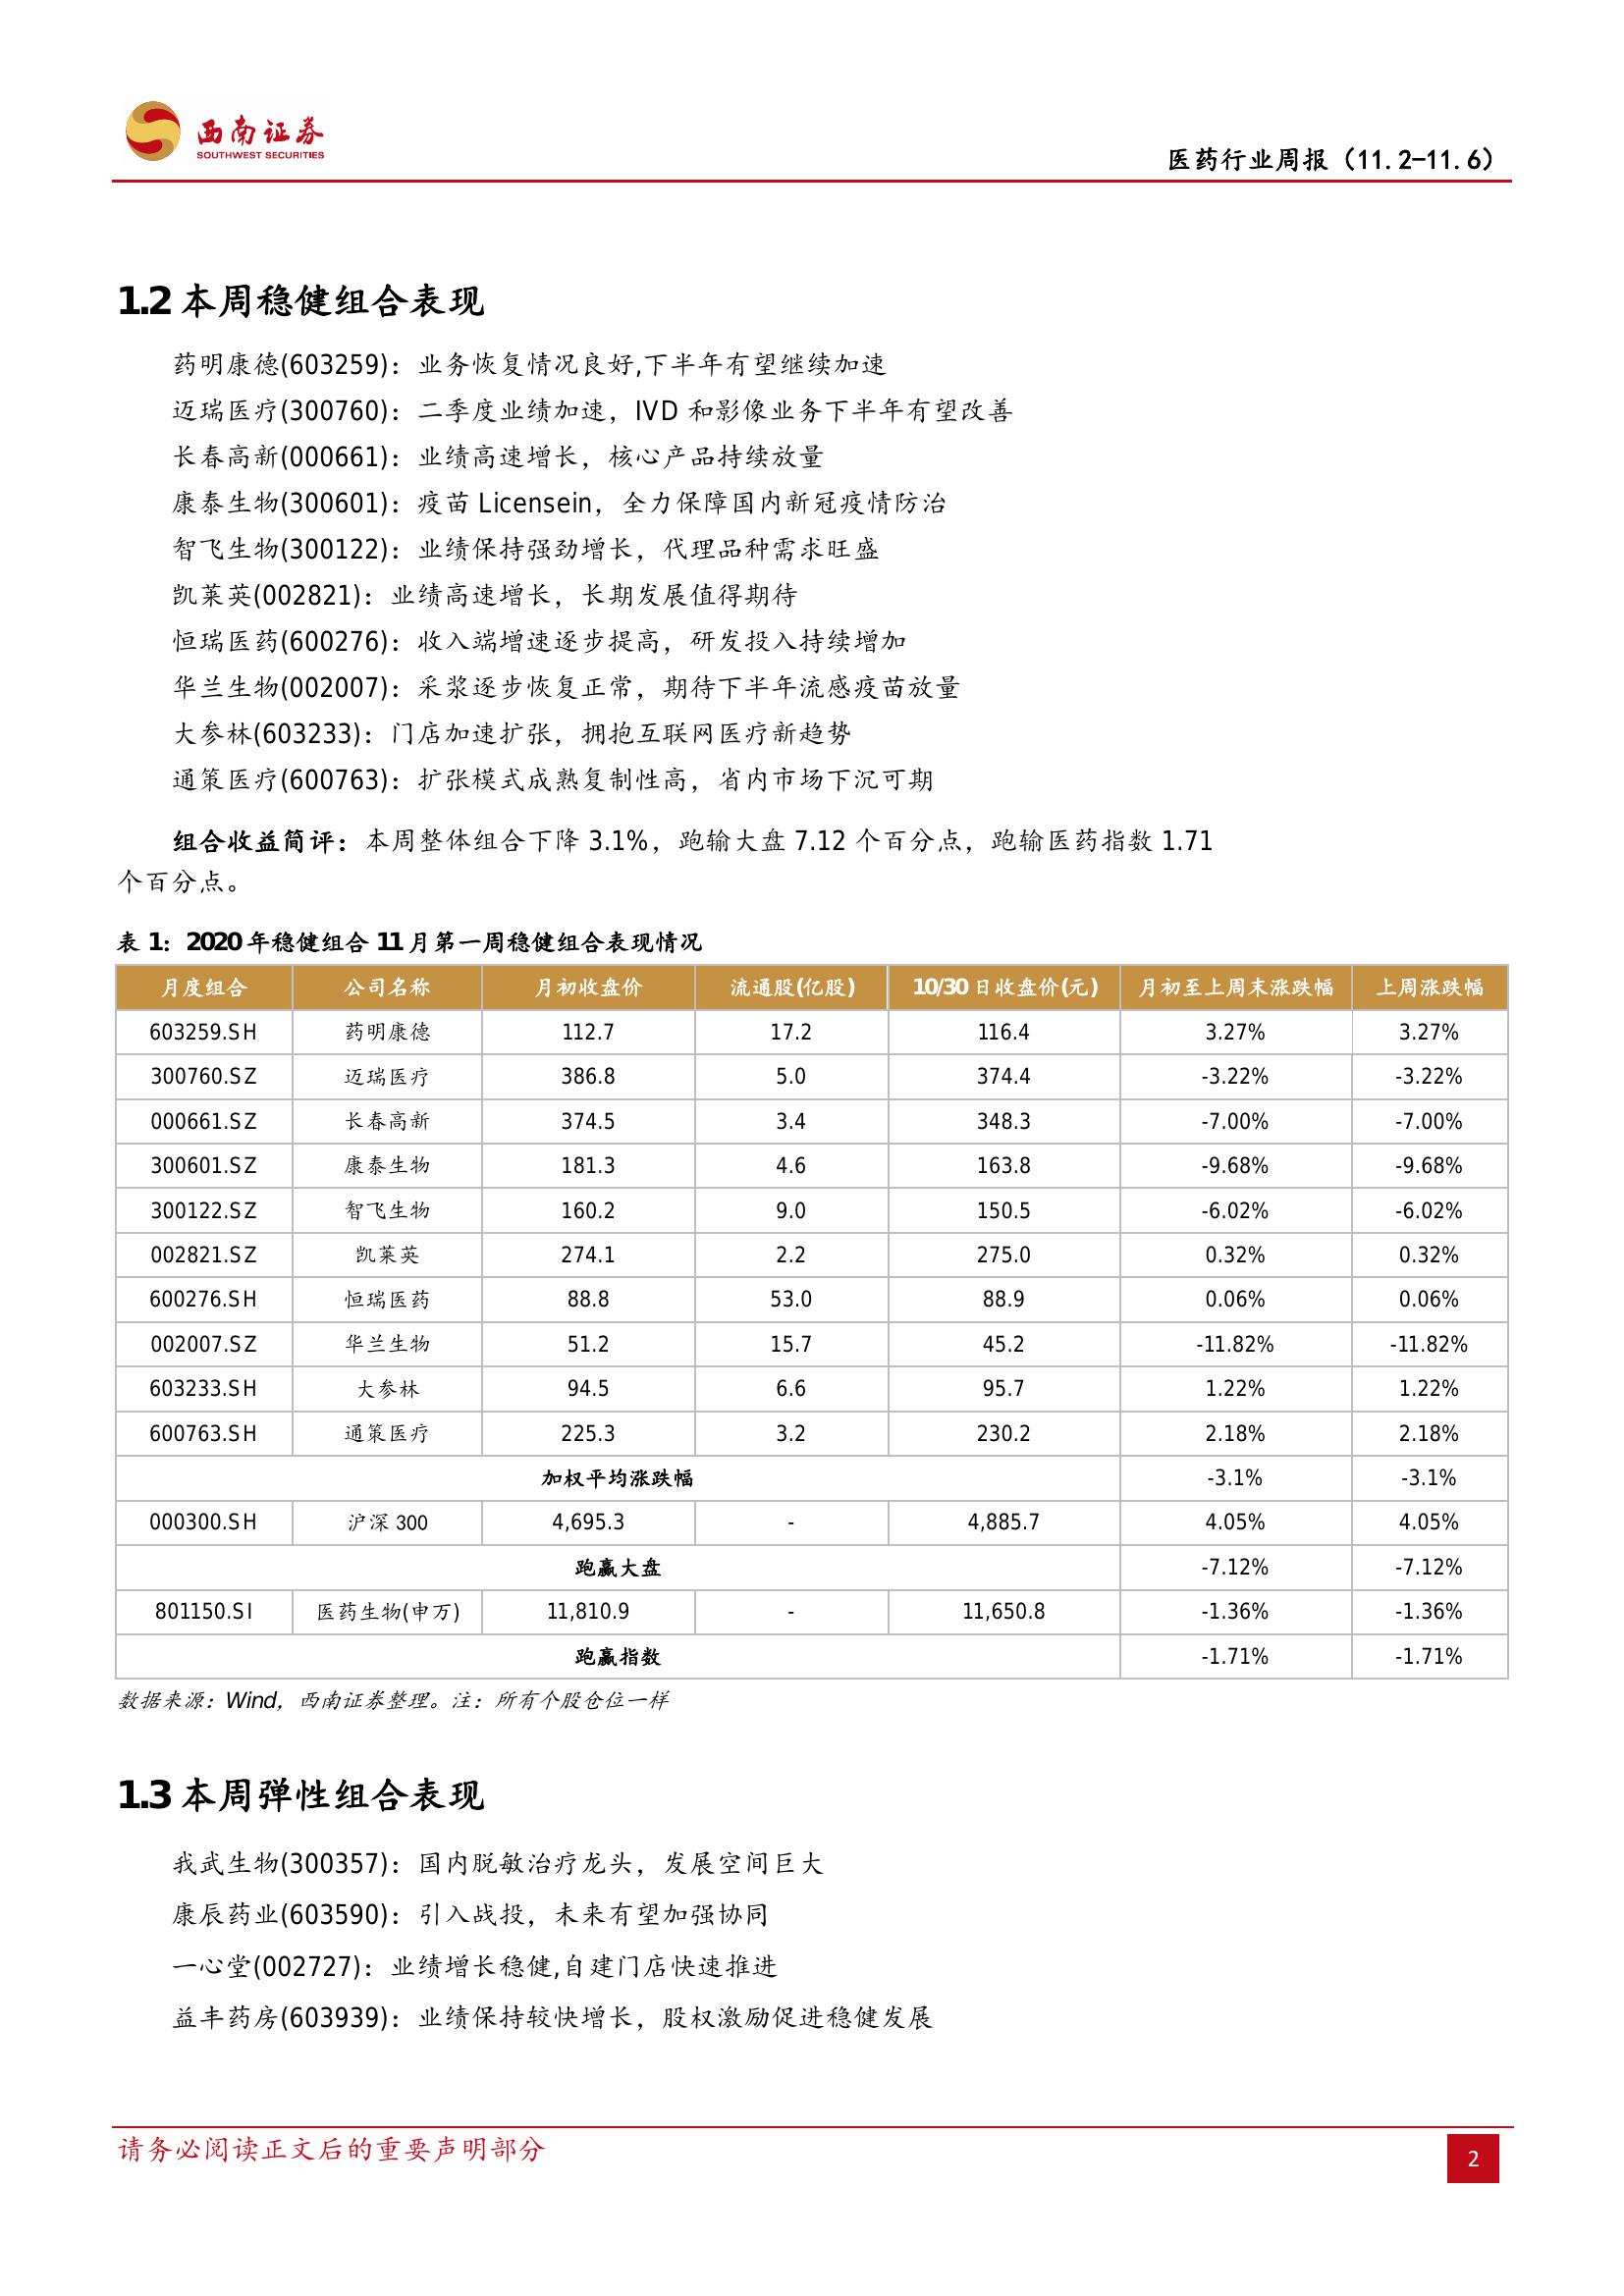 西南证券
SOUTHWEST SECURITIES
医药行业周报（11.2-11.6）
1.2 本周稳健组合表现
药明康德(603259)：业务恢复情况良好,下半年有望继续加速
迈瑞医疗(300760)：二季度业绩加速，IVD 和影像业务下半年有望改善
长春高新(000661)：业绩高速增长，核心产品持续放量
康泰生物(300601)：疫苗 Licensein，全力保障国内新冠疫情防治
智飞生物(300122)：业绩保持强劲增长，代理品种需求旺盛
凯莱英(002821)：业绩高速增长，长期发展值得期待
恒瑞医药(600276)：收入端增速逐步提高，研发投入持续增加
华兰生物(002007)：采浆逐步恢复正常，期待下半年流感疫苗放量
大参林(603233)：门店加速扩张，拥抱互联网医疗新趋势
通策医疗(600763)：扩张模式成熟复制性高，省内市场下沉可期
组合收益简评：本周整体组合下降 3.1%，跑输大盘 7.12 个百分点，跑输医药指数 1.71
个百分点。
表 1：2020 年稳健组合 11 月第一周稳健组合表现情况
月度组合 公司名称 月初收盘价 流通股(亿股) 10/30 日收盘价(元) 月初至上周末涨跌幅 上周涨跌幅
603259.SH 药明康德 112.7 17.2 116.4 3.27% 3.27%
300760.SZ 迈瑞医疗 386.8 5.0 374.4 -3.22% -3.22%
000661.SZ 长春高新 374.5 3.4 348.3 -7.00% -7.00%
300601.SZ 康泰生物 181.3 4.6 163.8 -9.68% -9.68%
300122.SZ 智飞生物 160.2 9.0 150.5 -6.02% -6.02%
002821.SZ 凯莱英 274.1 2.2 275.0 0.32% 0.32%
600276.SH 恒瑞医药 88.8 53.0 88.9 0.06% 0.06%
002007.SZ 华兰生物 51.2 15.7 45.2 -11.82% -11.82%
603233.SH 大参林 94.5 6.6 95.7 1.22% 1.22%
600763.SH 通策医疗 225.3 3.2 230.2 2.18% 2.18%
加权平均涨跌幅 -3.1% -3.1%
000300.SH 沪深 300 4,695.3 - 4,885.7 4.05% 4.05%
跑赢大盘 -7.12% -7.12%
801150.SI 医药生物(申万) 11,810.9 - 11,650.8 -1.36% -1.36%
跑赢指数 -1.71% -1.71%
数据来源：Wind，西南证券整理。注：所有个股仓位一样
1.3 本周弹性组合表现
我武生物(300357)：国内脱敏治疗龙头，发展空间巨大
康辰药业(603590)：引入战投，未来有望加强协同
一心堂(002727)：业绩增长稳健,自建门店快速推进
益丰药房(603939)：业绩保持较快增长，股权激励促进稳健发展
请务必阅读正文后的重要声明部分
2